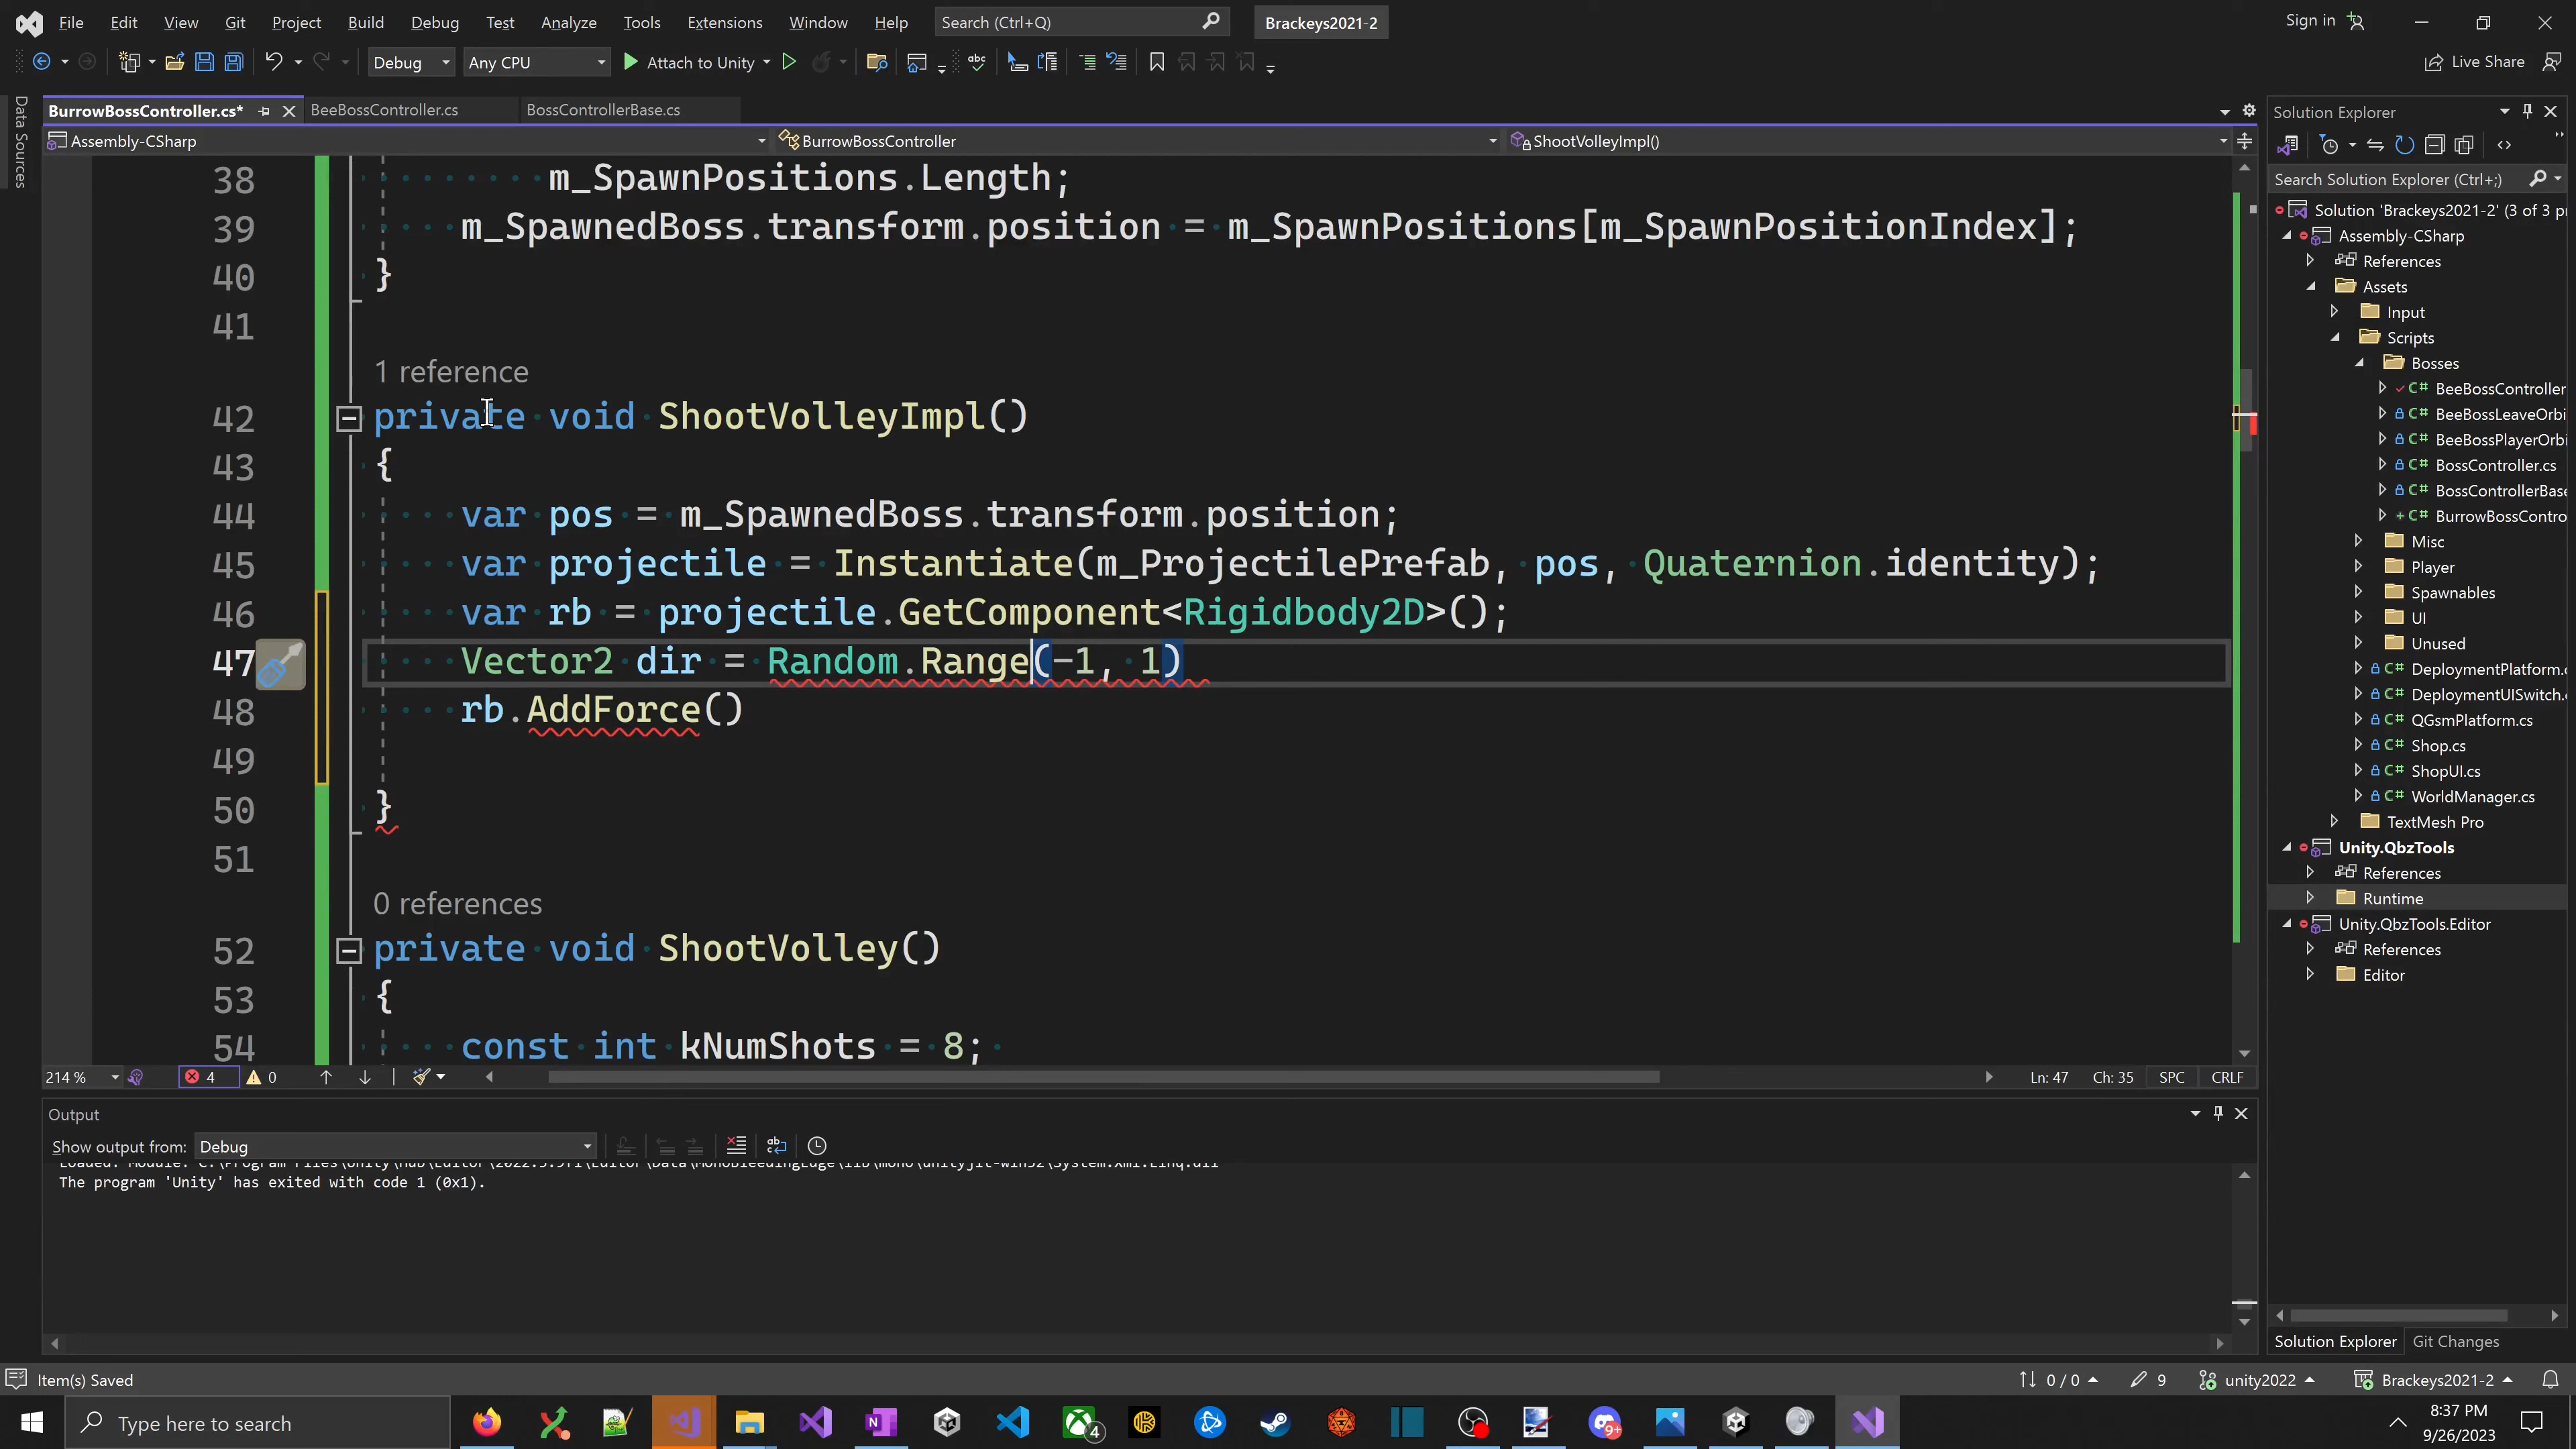 File Edit View Git Project Build Debug Test Analyze Tools Extensions Window Help Search (Ctrl+Q) Brackeys2021-2 Sign in
Debug Any CPU Attach to Unity Live Share
Data Sources
BurrowBossController.cs* BeeBossController.cs BossControllerBase.cs
Assembly-CSharp BurrowBossController ShootVolleyImpl()
38 m_SpawnPositions.Length;
39 m_SpawnedBoss.transform.position = m_SpawnPositions[m_SpawnPositionIndex];
40 }
41
1 reference
42 private void ShootVolleyImpl()
43 {
44 var pos = m_SpawnedBoss.transform.position;
45 var projectile = Instantiate(m_ProjectilePrefab, pos, Quaternion.identity);
46 var rb = projectile.GetComponent<Rigidbody2D>();
47 Vector2 dir = Random.Range(-1, 1)
48 rb.AddForce()
49
50 }
51
0 references
52 private void ShootVolley()
53 {
54 const int kNumShots = 8;
214 % 4 0 Ln: 47 Ch: 35 SPC CRLF
Output
Show output from: Debug
The program 'Unity' has exited with code 1 (0x1).
Solution Explorer
Search Solution Explorer (Ctrl+;)
Solution 'Brackeys2021-2' (3 of 3 p
Assembly-CSharp
References
Assets
Input
Scripts
Bosses
C# BeeBossController
C# BeeBossLeaveOrbi
C# BeeBossPlayerOrbi
C# BossController.cs
C# BossControllerBase
C# BurrowBossContro
Misc
Player
Spawnables
UI
Unused
C# DeploymentPlatform.c
C# DeploymentUISwitch.c
C# QGsmPlatform.cs
C# Shop.cs
C# ShopUI.cs
C# WorldManager.cs
TextMesh Pro
Unity.QbzTools
References
Runtime
Unity.QbzTools.Editor
References
Editor
Solution Explorer Git Changes
Item(s) Saved 0 / 0 9 unity2022 Brackeys2021-2
Type here to search 4 9+ 8:37 PM
9/26/2023